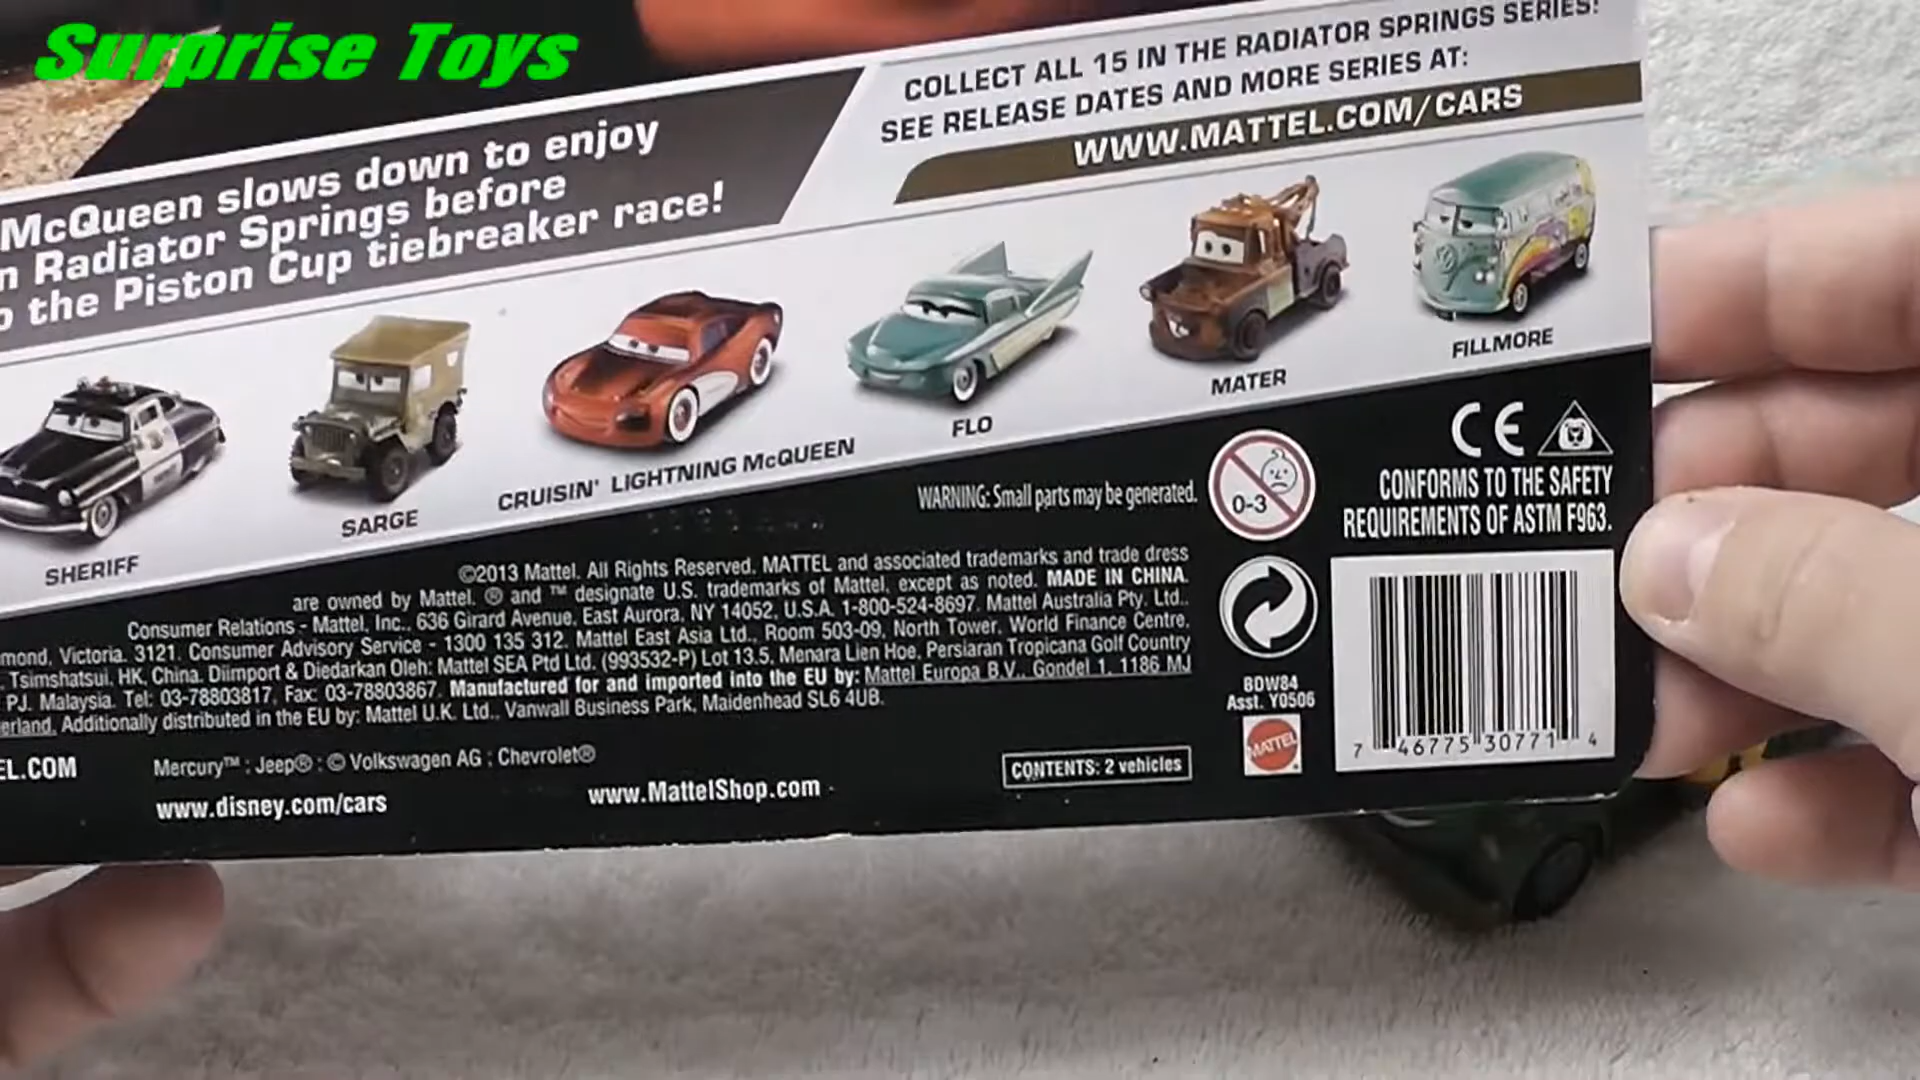 Surprise Toys
COLLECT ALL 15 IN THE RADIATOR SPRINGS SERIES!
SEE RELEASE DATES AND MORE SERIES AT:
WWW.MATTEL.COM/CARS
McQueen slows down to enjoy
n Radiator Springs before
o the Piston Cup tiebreaker race!
SHERIFF
SARGE
CRUISIN' LIGHTNING McQUEEN
FLO
MATER
FILLMORE
WARNING: Small parts may be generated.
0-3
CE
CONFORMS TO THE SAFETY
REQUIREMENTS OF ASTM F963.
©2013 Mattel. All Rights Reserved. MATTEL and associated trademarks and trade dress
are owned by Mattel. ® and ™ designate U.S. trademarks of Mattel, except as noted. MADE IN CHINA.
Consumer Relations - Mattel, Inc., 636 Girard Avenue, East Aurora, NY 14052, U.S.A. 1-800-524-8697. Mattel Australia Pty. Ltd.,
mond, Victoria. 3121. Consumer Advisory Service - 1300 135 312. Mattel East Asia Ltd., Room 503-09, North Tower, World Finance Centre,
, Tsimshatsui, HK, China. Diimport & Diedarkan Oleh: Mattel SEA Ptd Ltd. (993532-P) Lot 13.5, Menara Lien Hoe, Persiaran Tropicana Golf Country
PJ. Malaysia. Tel: 03-78803817, Fax: 03-78803867. Manufactured for and imported into the EU by: Mattel Europa B.V., Gondel 1, 1186 MJ
erland. Additionally distributed in the EU by: Mattel U.K. Ltd., Vanwall Business Park, Maidenhead SL6 4UB.
EL.COM
Mercury™ ; Jeep® ; © Volkswagen AG ; Chevrolet®
www.disney.com/cars
www.MattelShop.com
CONTENTS: 2 vehicles
BDW84
Asst. Y0506
MATTEL
7 46775 30771 4